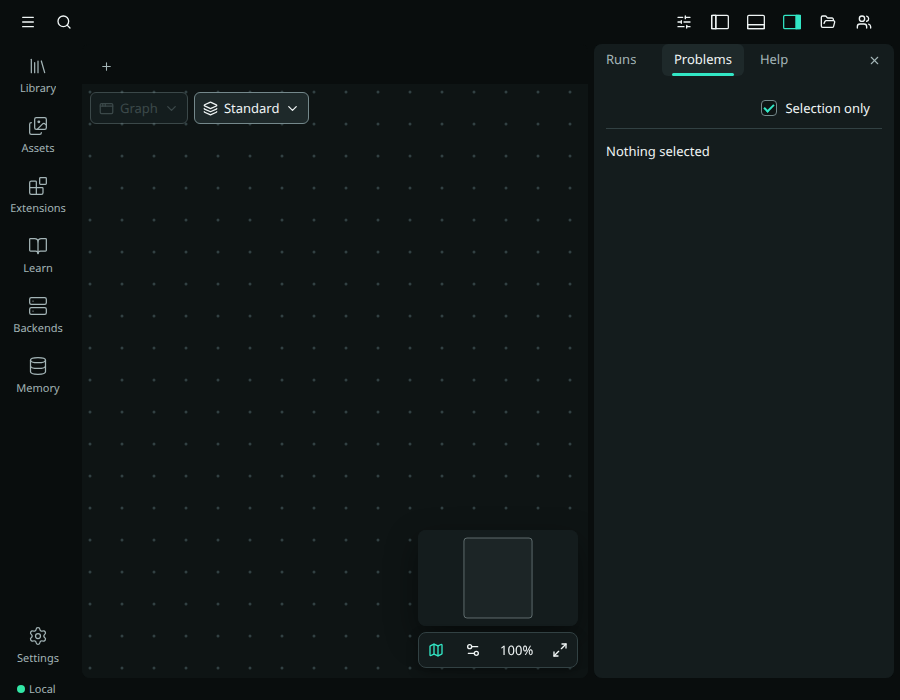 Library
Assets
Extensions
Learn
Backends
Memory
Settings
Local
Graph
Standard
100%
Runs
Problems
Help
Selection only
Nothing selected